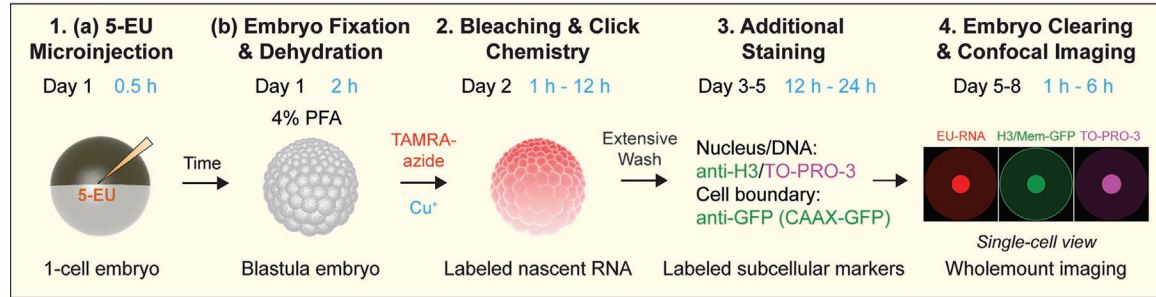 1. (a) 5-EU
Microinjection
Day 1 0.5 h
5-EU
1-cell embryo
Time
(b) Embryo Fixation
& Dehydration
Day 1 2 h
4% PFA
Blastula embryo
TAMRA-
azide
Cu⁺
2. Bleaching & Click
Chemistry
Day 2 1 h - 12 h
Labeled nascent RNA
Extensive
Wash
3. Additional
Staining
Day 3-5 12 h - 24 h
Nucleus/DNA:
anti-H3/TO-PRO-3
Cell boundary:
anti-GFP (CAAX-GFP)
Labeled subcellular markers
4. Embryo Clearing
& Confocal Imaging
Day 5-8 1 h - 6 h
EU-RNA H3/Mem-GFP TO-PRO-3
Single-cell view
Wholemount imaging